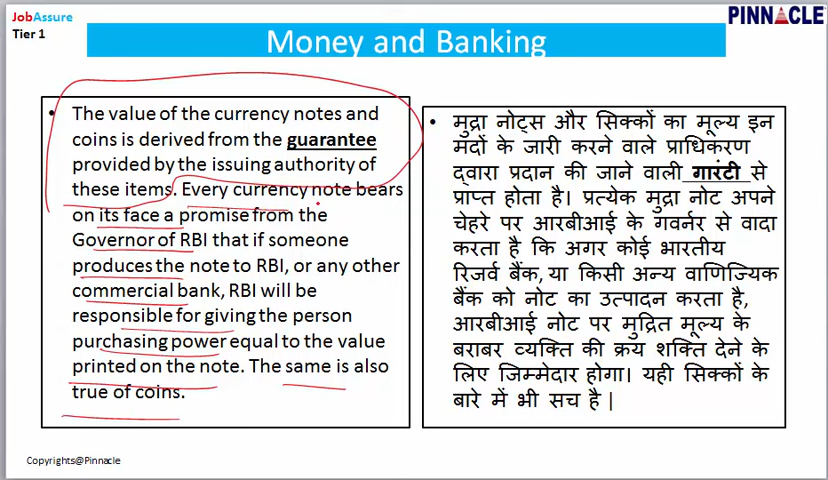 JobAssure
Tier 1
PINNACLE
Money and Banking
• The value of the currency notes and
coins is derived from the guarantee
provided by the issuing authority of
these items. Every currency note bears
on its face a promise from the
Governor of RBI that if someone
produces the note to RBI, or any other
commercial bank, RBI will be
responsible for giving the person
purchasing power equal to the value
printed on the note. The same is also
true of coins.
• मुद्रा नोट्स और सिक्कों का मूल्य इन
मदों के जारी करने वाले प्राधिकरण
द्वारा प्रदान की जाने वाली गारंटी से
प्राप्त होता है। प्रत्येक मुद्रा नोट अपने
चेहरे पर आरबीआई के गवर्नर से वादा
करता है कि अगर कोई भारतीय
रिजर्व बैंक, या किसी अन्य वाणिज्यिक
बैंक को नोट का उत्पादन करता है,
आरबीआई नोट पर मुद्रित मूल्य के
बराबर व्यक्ति की क्रय शक्ति देने के
लिए जिम्मेदार होगा। यही सिक्कों के
बारे में भी सच है |
Copyrights@Pinnacle